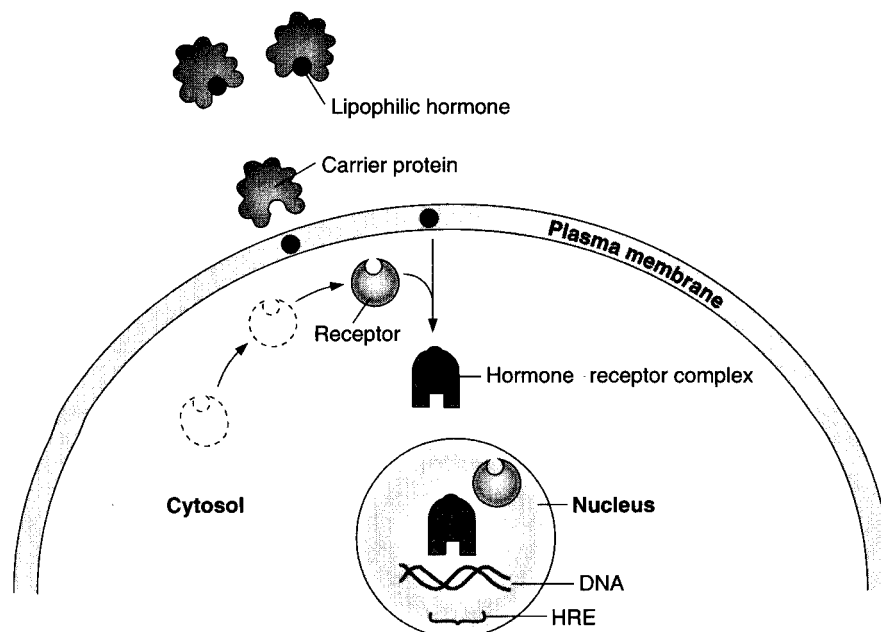 Lipophilic hormone
Carrier protein
Plasma membrane
Receptor
Hormone receptor complex
Cytosol
Nucleus
DNA
HRE